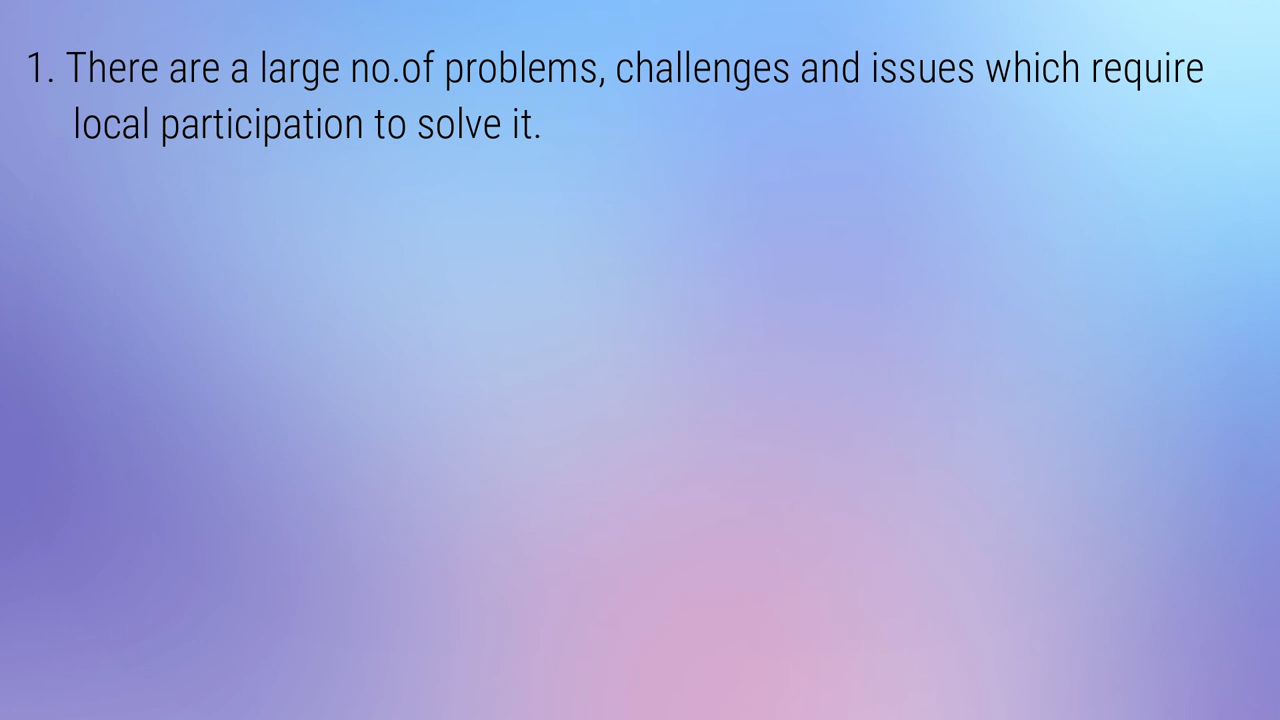 1. There are a large no.of problems, challenges and issues which require
local participation to solve it.